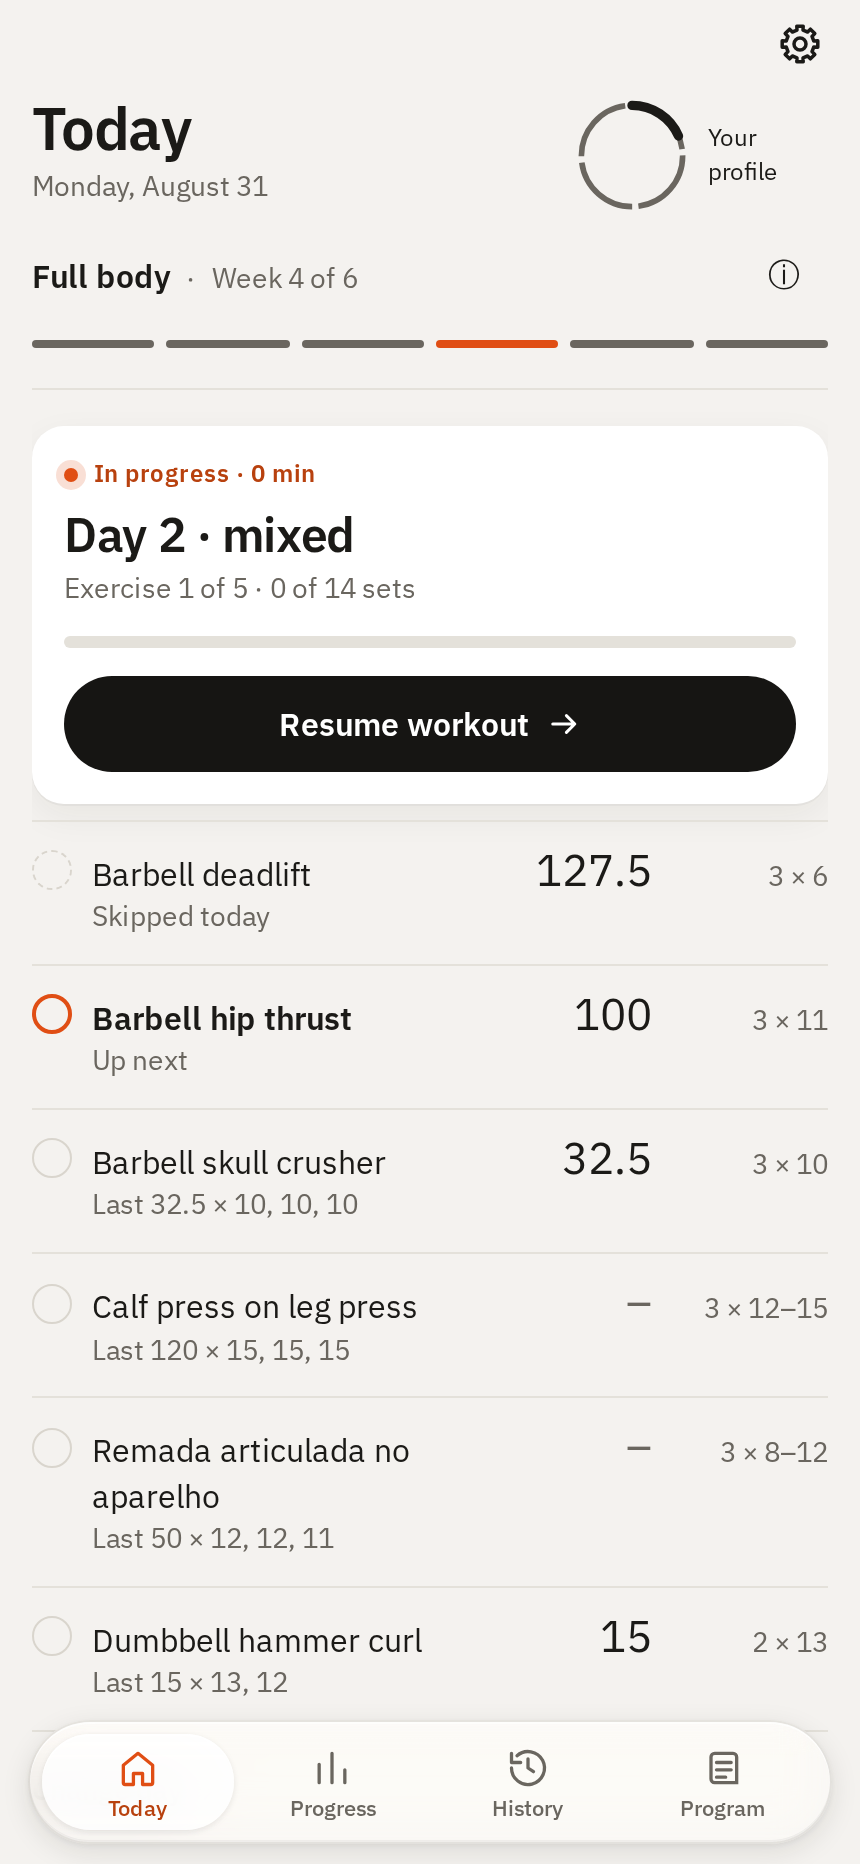 Today
Monday, August 31
Your
profile
Full body · Week 4 of 6
In progress · 0 min
Day 2 · mixed
Exercise 1 of 5 · 0 of 14 sets
Resume workout →
Barbell deadlift 127.5 3 × 6
Skipped today
Barbell hip thrust 100 3 × 11
Up next
Barbell skull crusher 32.5 3 × 10
Last 32.5 × 10, 10, 10
Calf press on leg press – 3 × 12–15
Last 120 × 15, 15, 15
Remada articulada no – 3 × 8–12
aparelho
Last 50 × 12, 12, 11
Dumbbell hammer curl 15 2 × 13
Last 15 × 13, 12
Today Progress History Program